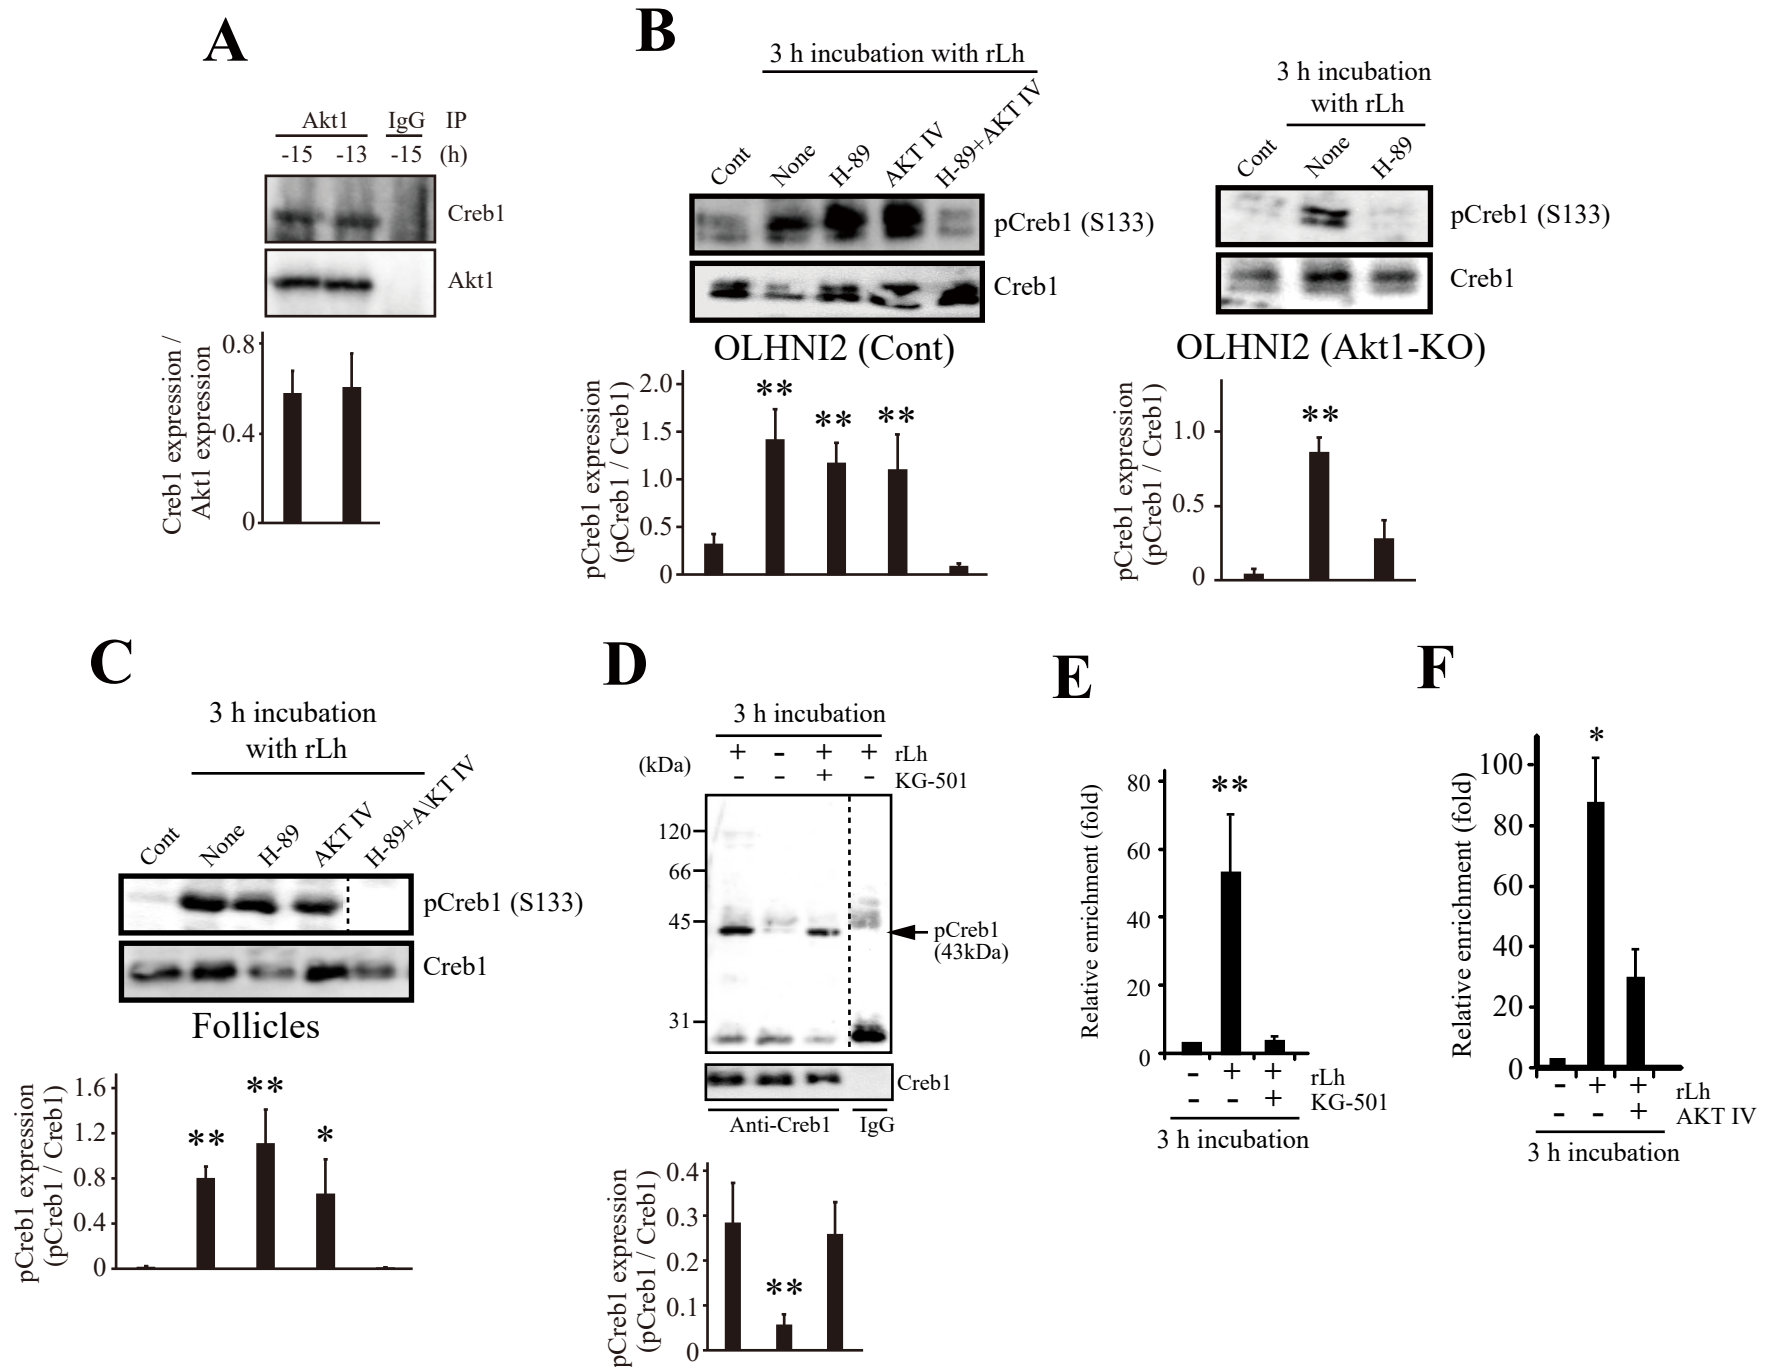 A
Akt1 IgG IP
-15 -13 -15 (h)
Creb1
Akt1
Creb1 expression /
Akt1 expression
0.8
0.4
0
B
3 h incubation with rLh
Cont None H-89 AKT IV H-89+AKT IV
pCreb1 (S133)
Creb1
OLHNI2 (Cont)
pCreb1 expression
(pCreb1 / Creb1)
2.0
1.5
1.0
0.5
0
** ** **
3 h incubation
with rLh
Cont None H-89
pCreb1 (S133)
Creb1
OLHNI2 (Akt1-KO)
pCreb1 expression
(pCreb1 / Creb1)
1.0
0.5
0
**
C
3 h incubation
with rLh
Cont None H-89 AKT IV H-89+A\KT IV
pCreb1 (S133)
Creb1
Follicles
pCreb1 expression
(pCreb1 / Creb1)
1.6
1.2
0.8
0.4
0
** ** *
D
3 h incubation
+ - + + rLh
- - + - KG-501
(kDa)
120
66
45
31
pCreb1
(43kDa)
Creb1
Anti-Creb1 IgG
pCreb1 expression
(pCreb1 / Creb1)
0.4
0.3
0.2
0.1
0
**
E
Relative enrichment (fold)
80
60
40
20
0
**
- + + rLh
- - + KG-501
3 h incubation
F
Relative enrichment (fold)
100
80
60
40
20
0
*
- + + rLh
- - + AKT IV
3 h incubation